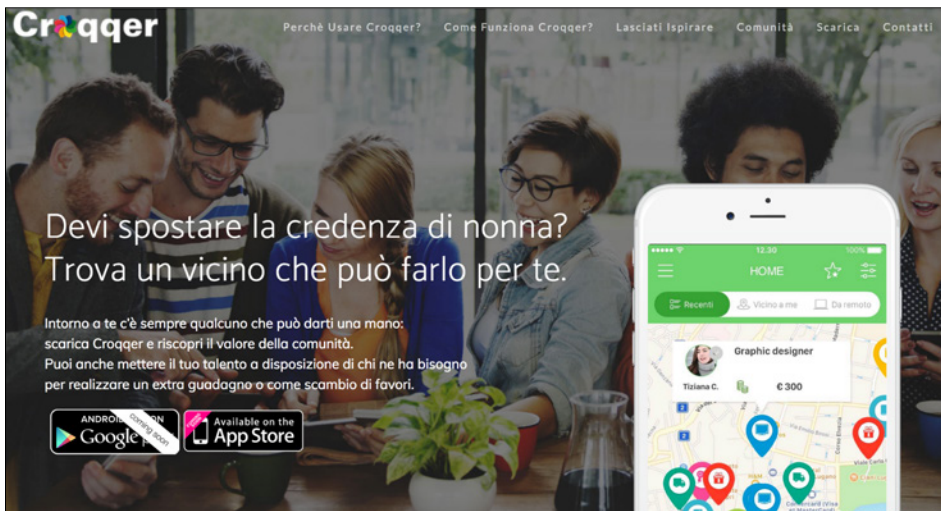 Croqqer
Perchè Usare Croqqer? Come Funziona Croqqer? Lasciati Ispirare Comunità Scarica Contatti
Devi spostare la credenza di nonna?
Trova un vicino che può farlo per te.
Intorno a te c'è sempre qualcuno che può darti una mano:
scarica Croqqer e riscopri il valore della comunità.
Puoi anche mettere il tuo talento a disposizione di chi ne ha bisogno
per realizzare un extra guadagno o come scambio di favori.
coming soon
Google
Available on the
App Store
12.30 100%
HOME
Recenti Vicino a me Da remoto
Graphic designer
Tiziana C. € 300